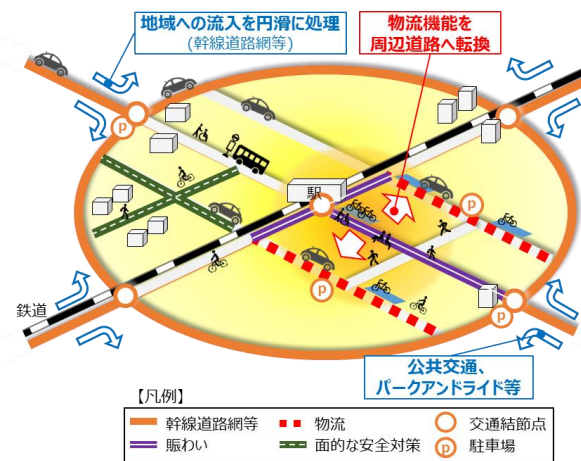 地域への流入を円滑に処理
(幹線道路網等)
物流機能を
周辺道路へ転換
P
駅
P
P
P
鉄道
公共交通、
パークアンドライド等
【凡例】
幹線道路網等
物流
交通結節点
賑わい
面的な安全対策
P
駐車場